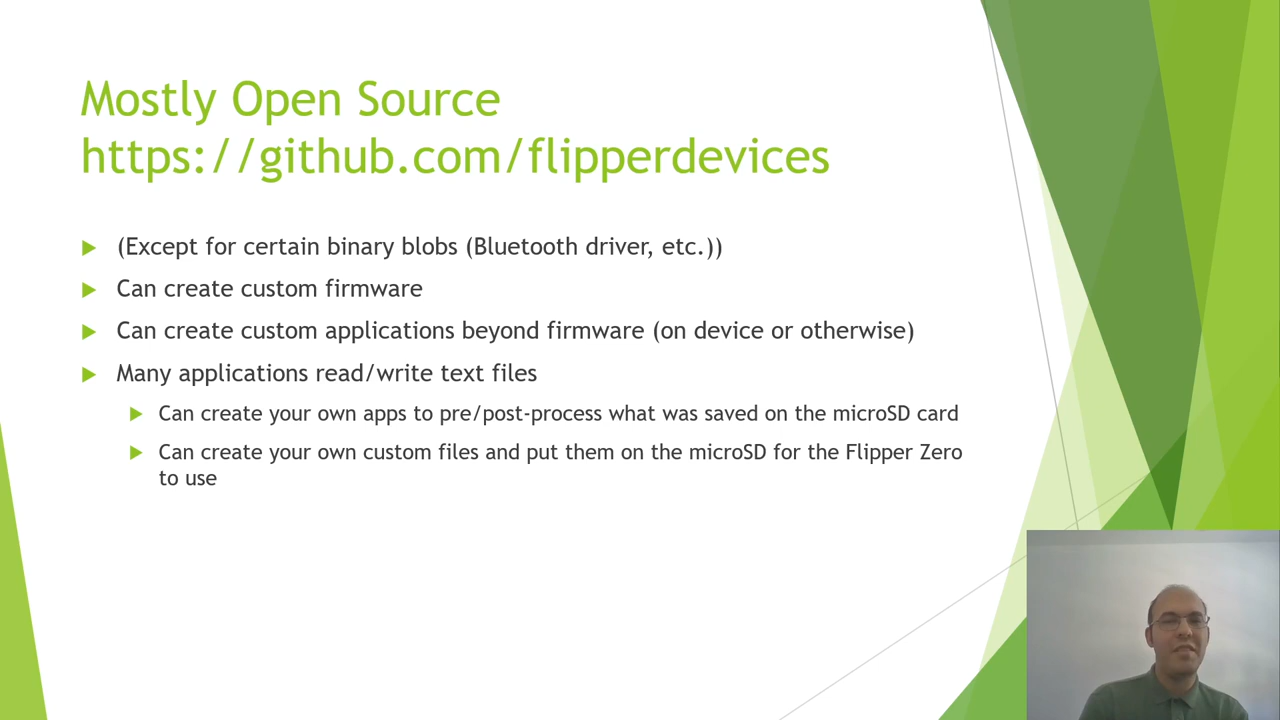 Mostly Open Source
https://github.com/flipperdevices
(Except for certain binary blobs (Bluetooth driver, etc.))
Can create custom firmware
Can create custom applications beyond firmware (on device or otherwise)
Many applications read/write text files
Can create your own apps to pre/post-process what was saved on the microSD card
Can create your own custom files and put them on the microSD for the Flipper Zero
to use